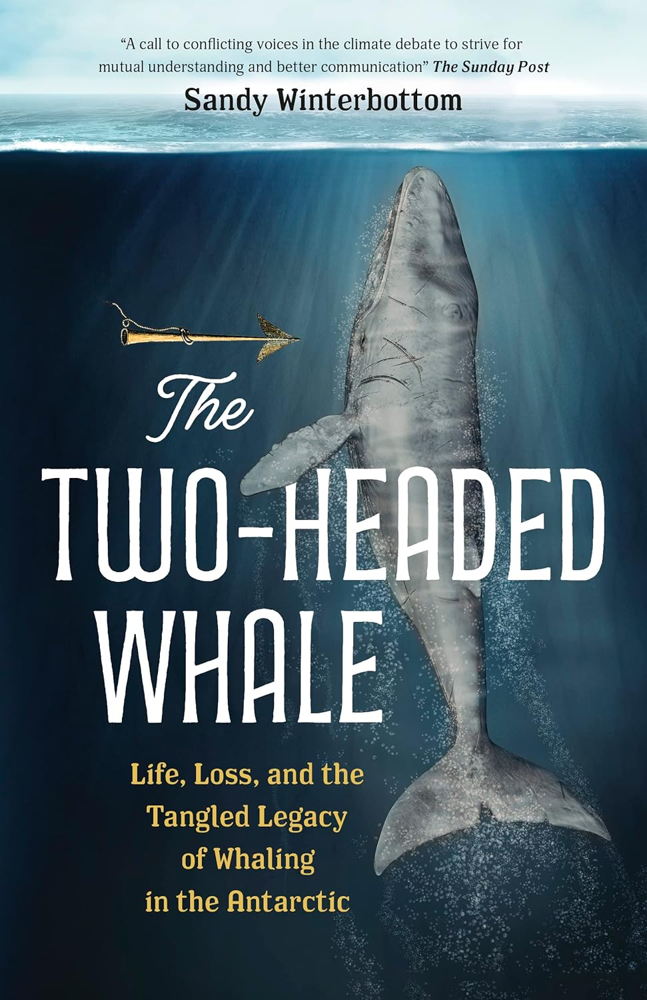 “A call to conflicting voices in the climate debate to strive for
mutual understanding and better communication” The Sunday Post
Sandy Winterbottom
The
TWO-HEADED
WHALE
Life, Loss, and the
Tangled Legacy
of Whaling
in the Antarctic